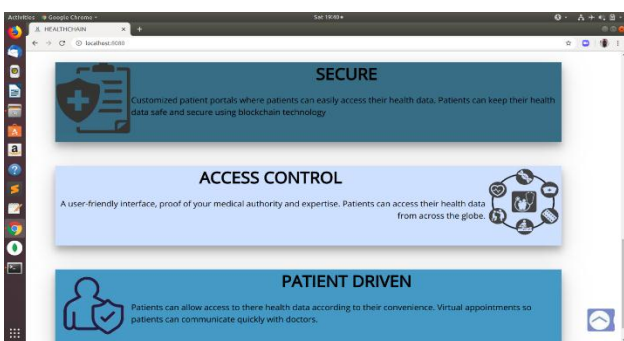 Activities Google Chrome
Sat 19:49
HEALTHCHAIN
localhost:8080
SECURE
Customized patient portals where patients can easily access their health data. Patients can keep their health
data safe and secure using blockchain technology
ACCESS CONTROL
A user-friendly interface, proof of your medical authority and expertise. Patients can access their health data
from across the globe.
PATIENT DRIVEN
Patients can allow access to there health data according to their convenience. Virtual appointments so
patients can communicate quickly with doctors.